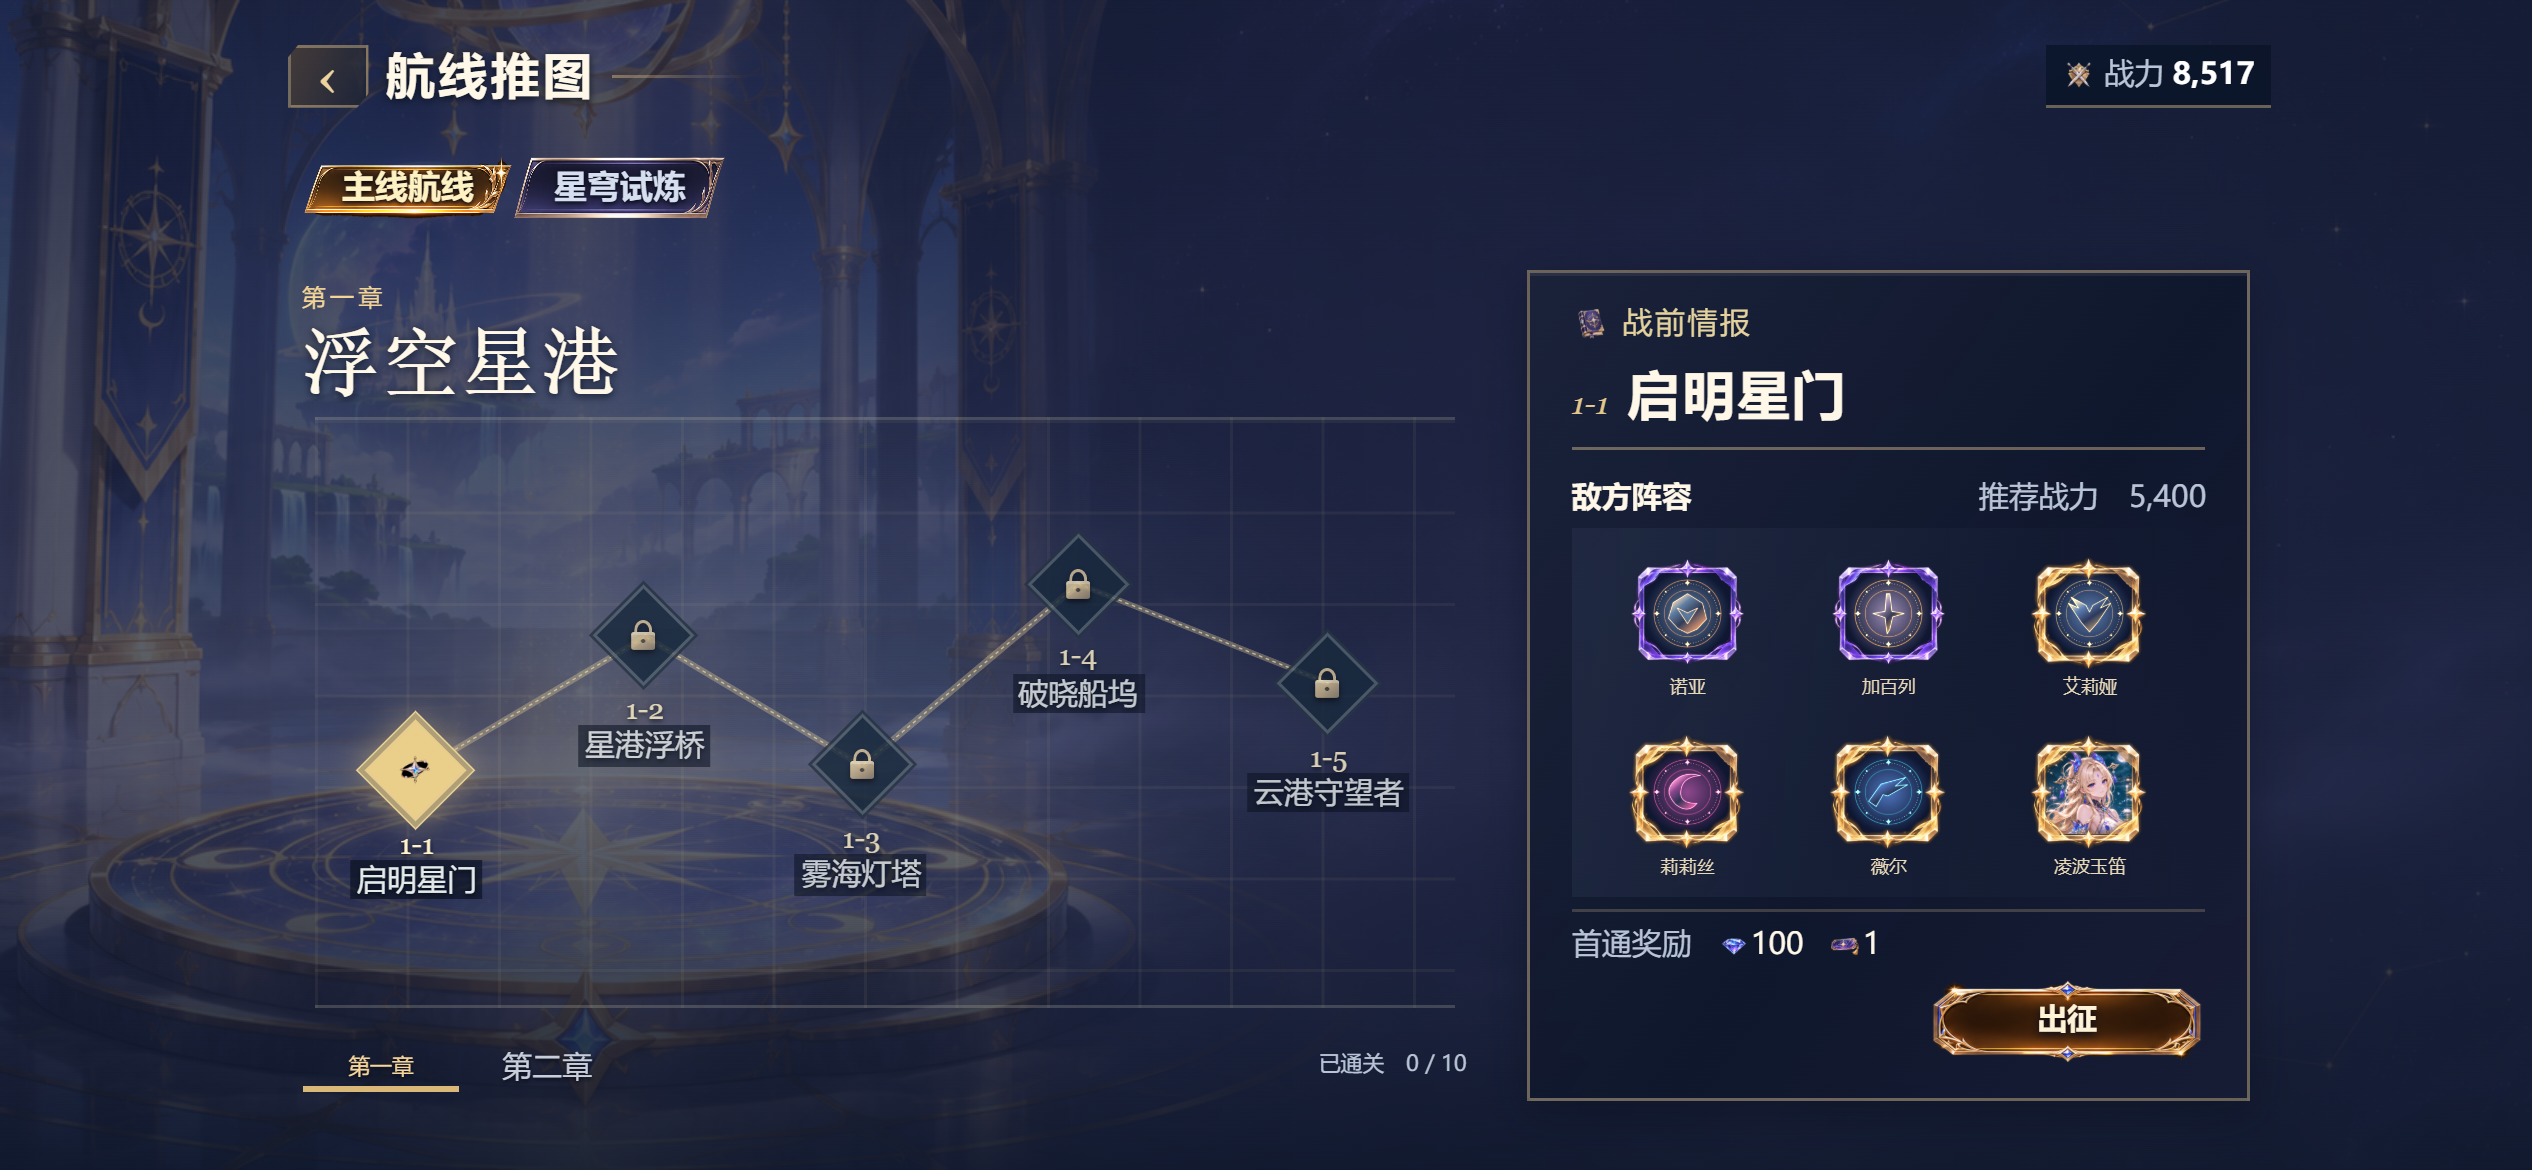 航线推图
战力 8,517
主线航线
星穹试炼
第一章
浮空星港
1-1
启明星门
1-2
星港浮桥
1-3
雾海灯塔
1-4
破晓船坞
1-5
云港守望者
第一章
第二章
已通关 0 / 10
战前情报
1-1 启明星门
敌方阵容
推荐战力 5,400
诺亚
加百列
艾莉娅
莉莉丝
薇尔
凌波玉笛
首通奖励 100 1
出征